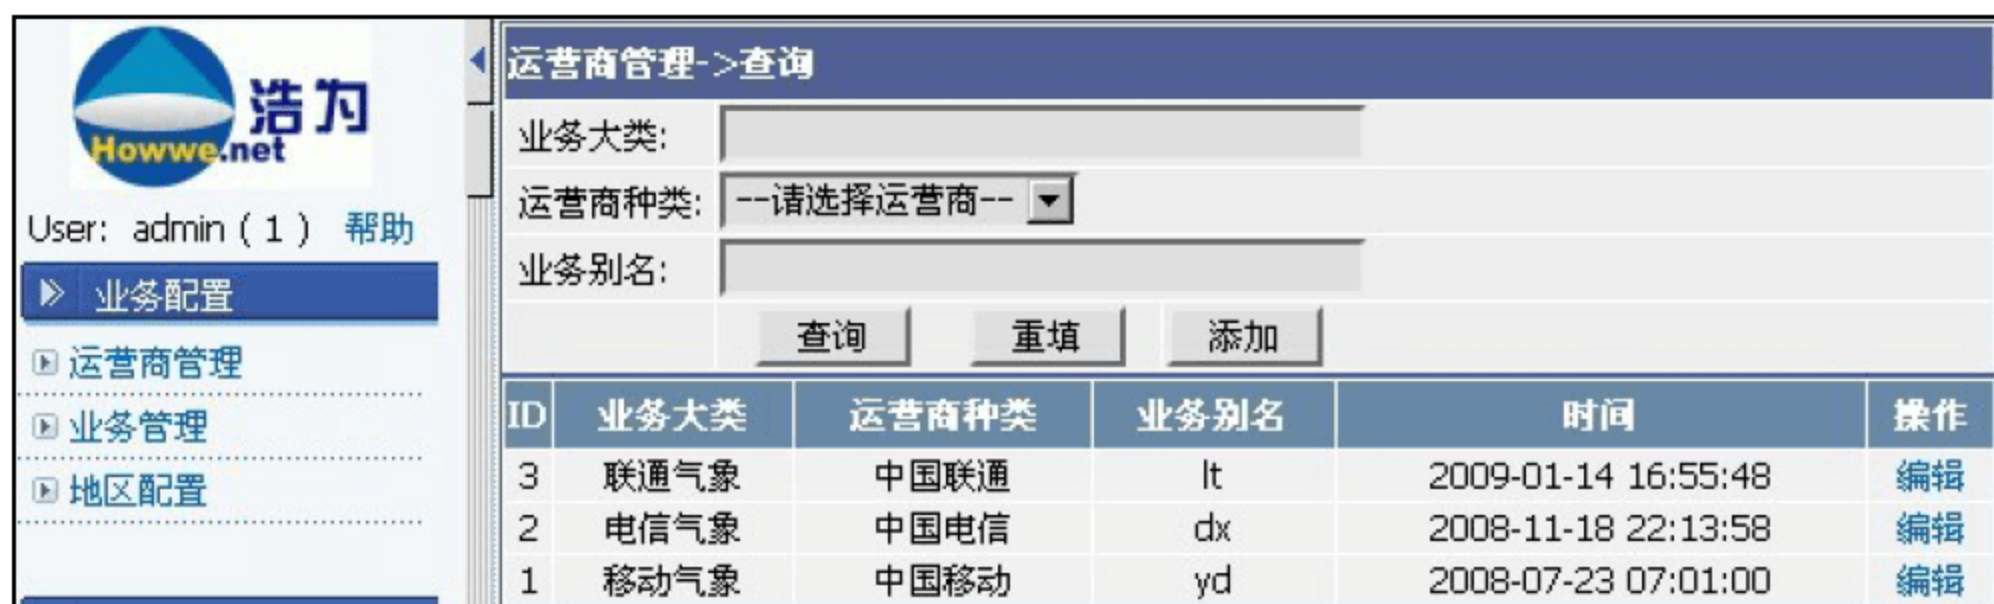 浩为
Howwe.net
User: admin ( 1 ) 帮助
业务配置
运营商管理
业务管理
地区配置
运营商管理->查询
业务大类:
运营商种类: --请选择运营商--
业务别名:
查询 重填 添加
ID 业务大类 运营商种类 业务别名 时间 操作
3 联通气象 中国联通 lt 2009-01-14 16:55:48 编辑
2 电信气象 中国电信 dx 2008-11-18 22:13:58 编辑
1 移动气象 中国移动 yd 2008-07-23 07:01:00 编辑